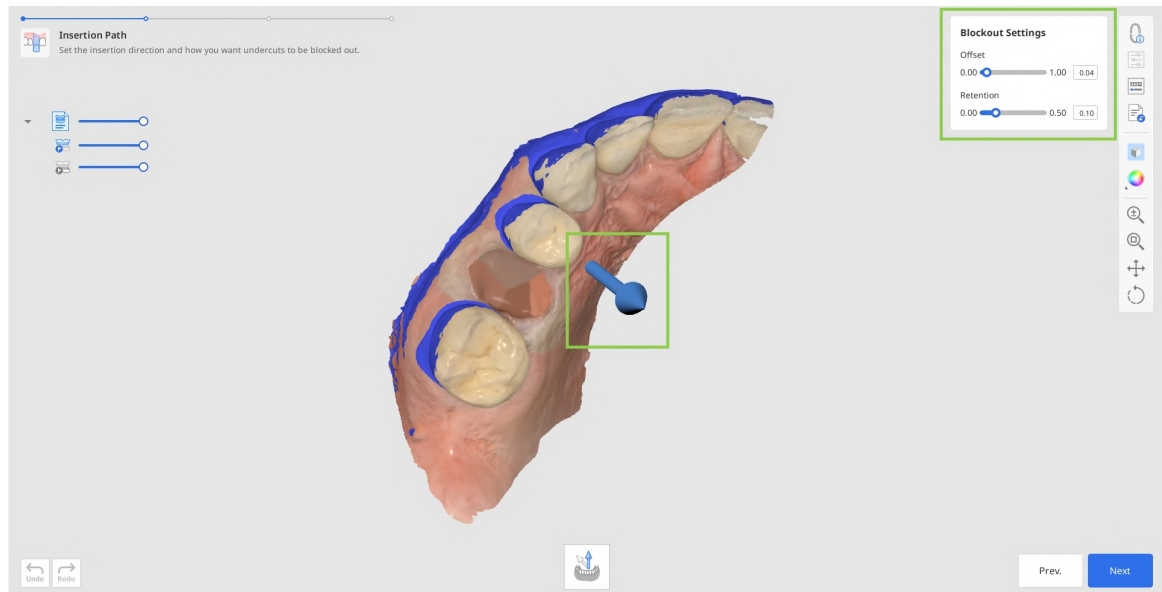 Insertion Path
Set the insertion direction and how you want undercuts to be blocked out.
Blockout Settings
Offset
0.00 1.00 0.04
Retention
0.00 0.50 0.10
Undo Redo
Prev. Next